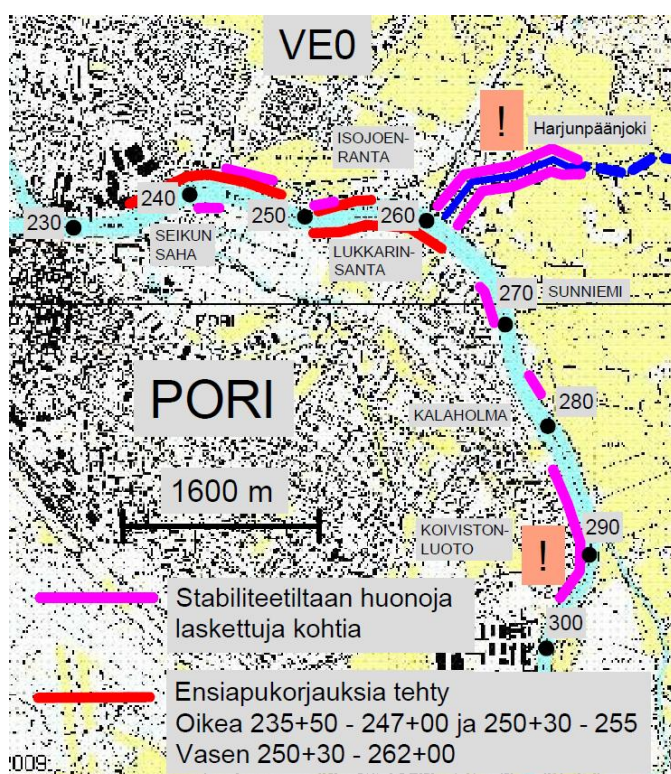 VE0
!
Harjunpäänjoki
ISOJOEN-
RANTA
240
250
260
230
SEIKUN
SAHA
LUKKARIN-
SANTA
270
SUNNIEMI
PORI
PORI
280
KALAHOLMA
1600 m
KOIVISTON-
LUOTO
!
290
300
Stabiliteetiltaan huonoja
laskettuja kohtia
Ensiapukorjauksia tehty
Oikea 235+50 - 247+00 ja 250+30 - 255
Vasen 250+30 - 262+00
2009